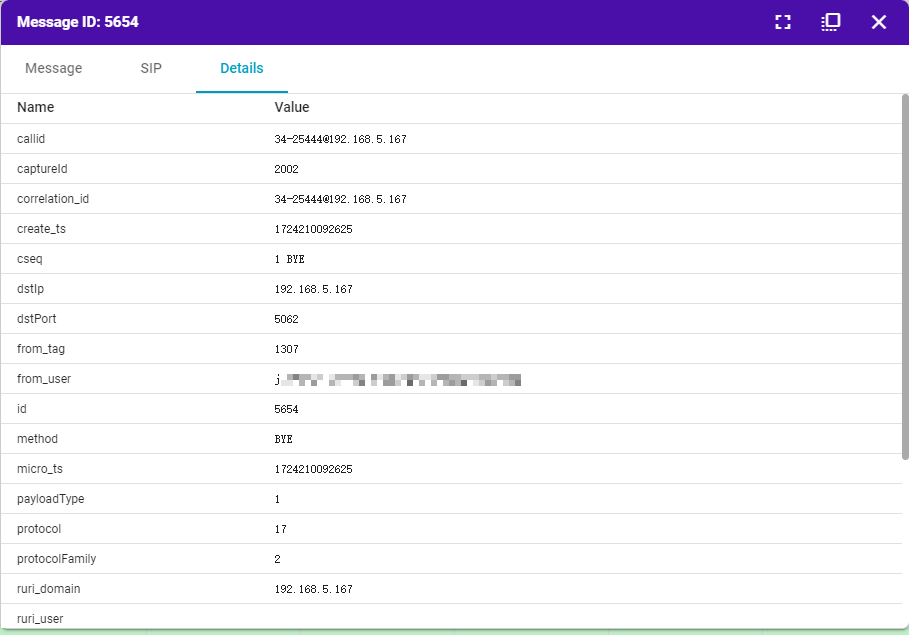 Message ID: 5654
Message SIP Details
Name Value
callid 34-25444@192.168.5.167
captureId 2002
correlation_id 34-25444@192.168.5.167
create_ts 1724210092625
cseq 1 BYE
dstIp 192.168.5.167
dstPort 5062
from_tag 1307
from_user j
id 5654
method BYE
micro_ts 1724210092625
payloadType 1
protocol 17
protocolFamily 2
ruri_domain 192.168.5.167
ruri_user